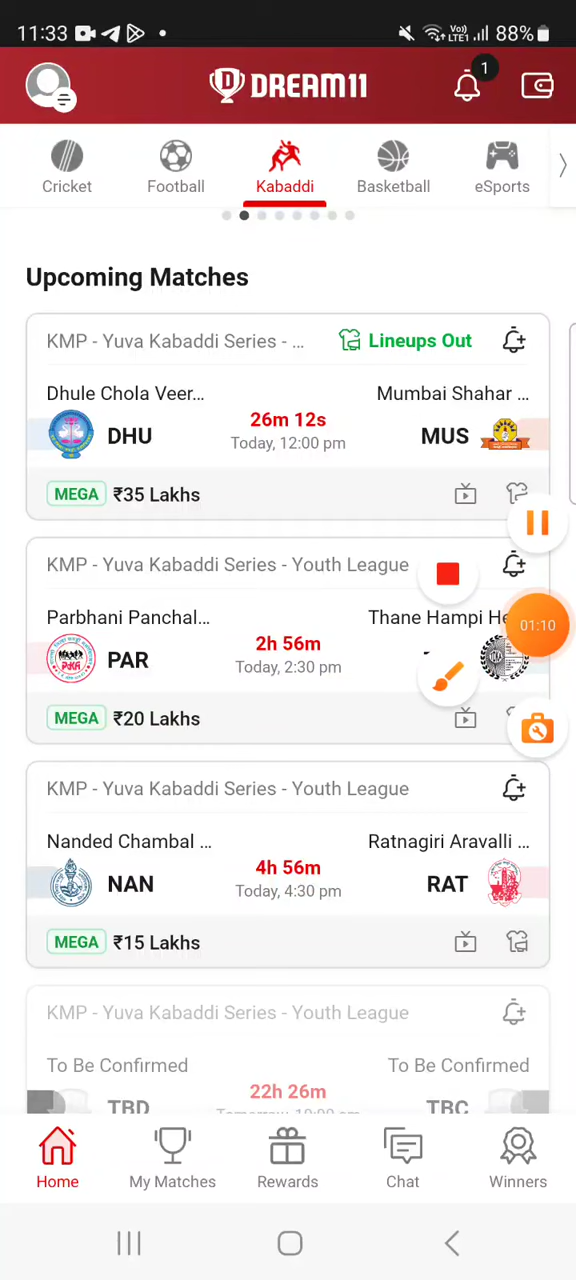 11:33 Vo)) LTE1 88%
DREAM11 1
Cricket Football Kabaddi Basketball eSports
Upcoming Matches
KMP - Yuva Kabaddi Series - ... Lineups Out
Dhule Chola Veer... Mumbai Shahar ...
26m 12s
DHU MUS
Today, 12:00 pm
MEGA ₹35 Lakhs
KMP - Yuva Kabaddi Series - Youth League
Parbhani Panchal... Thane Hampi He
2h 56m
PAR
Today, 2:30 pm
01:10
MEGA ₹20 Lakhs
KMP - Yuva Kabaddi Series - Youth League
Nanded Chambal ... Ratnagiri Aravalli ...
4h 56m
NAN RAT
Today, 4:30 pm
MEGA ₹15 Lakhs
KMP - Yuva Kabaddi Series - Youth League
To Be Confirmed To Be Confirmed
22h 26m
TBD TBC
Home My Matches Rewards Chat Winners